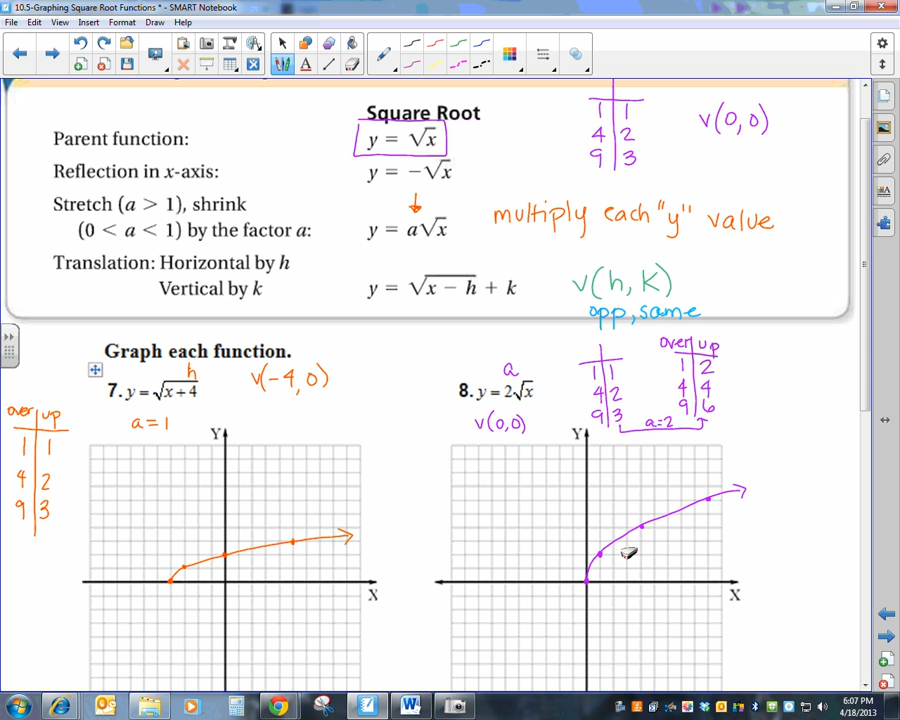 10.5-Graphing Square Root Functions * - SMART Notebook
File Edit View Insert Format Draw Help
Square Root
Parent function: y = √x
Reflection in x-axis: y = −√x
Stretch (a > 1), shrink
(0 < a < 1) by the factor a: y = a√x
Translation: Horizontal by h
Vertical by k y = √(x − h) + k
1 1
4 2
9 3
v(0,0)
multiply each "y" value
v(h, k)
opp, same
Graph each function.
h
7. y = √(x + 4)
v(-4, 0)
a = 1
over up
1 1
4 2
9 3
a
8. y = 2√x
v(0,0)
1 1
4 2
9 3
over up
1 2
4 4
9 6
a=2
Y
X
Y
X
6:07 PM
4/18/2013